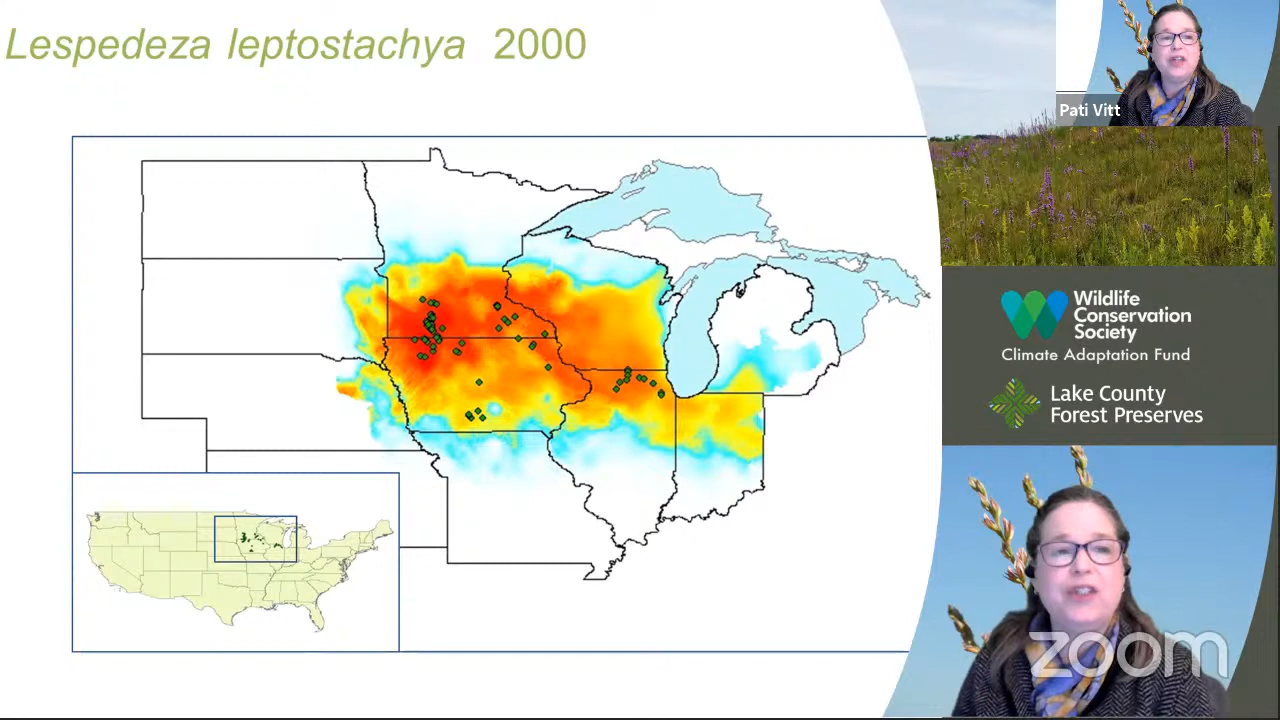 Lespedeza leptostachya 2000
Pati Vitt
Wildlife
Conservation
Society
Climate Adaptation Fund
Lake County
Forest Preserves
zoom